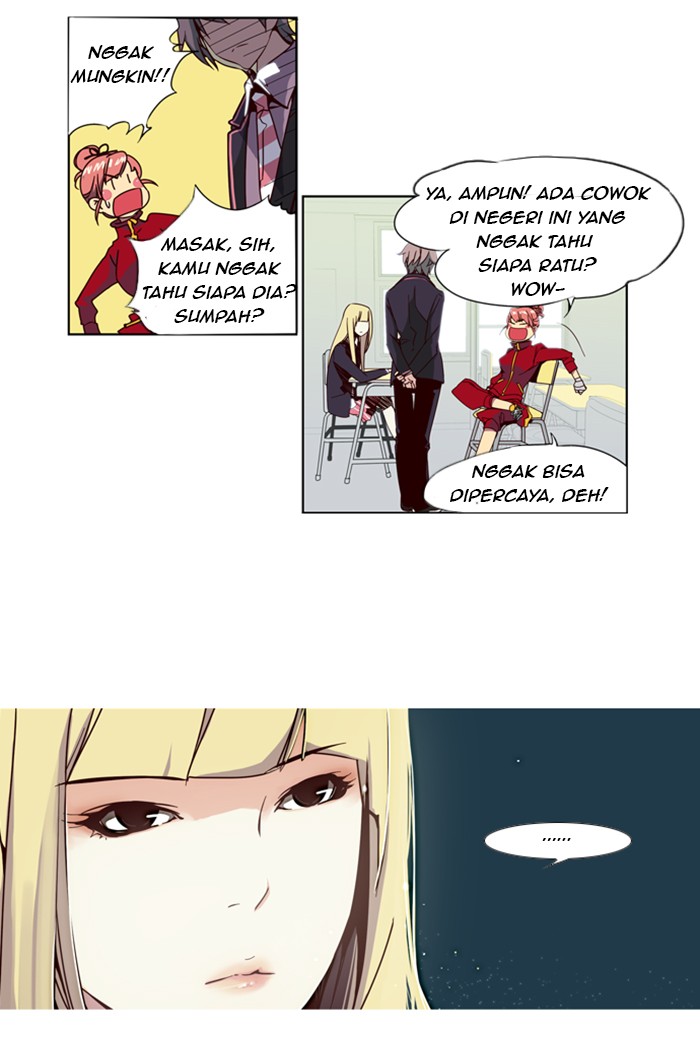 NGGAK
MUNGKIN!!
MASAK, SIH,
KAMU NGGAK
TAHU SIAPA DIA?
SUMPAH?
YA, AMPUN! ADA COWOK
DI NEGERI INI YANG
NGGAK TAHU
SIAPA RATU?
WOW~
NGGAK BISA
DIPERCAYA, DEH!
......